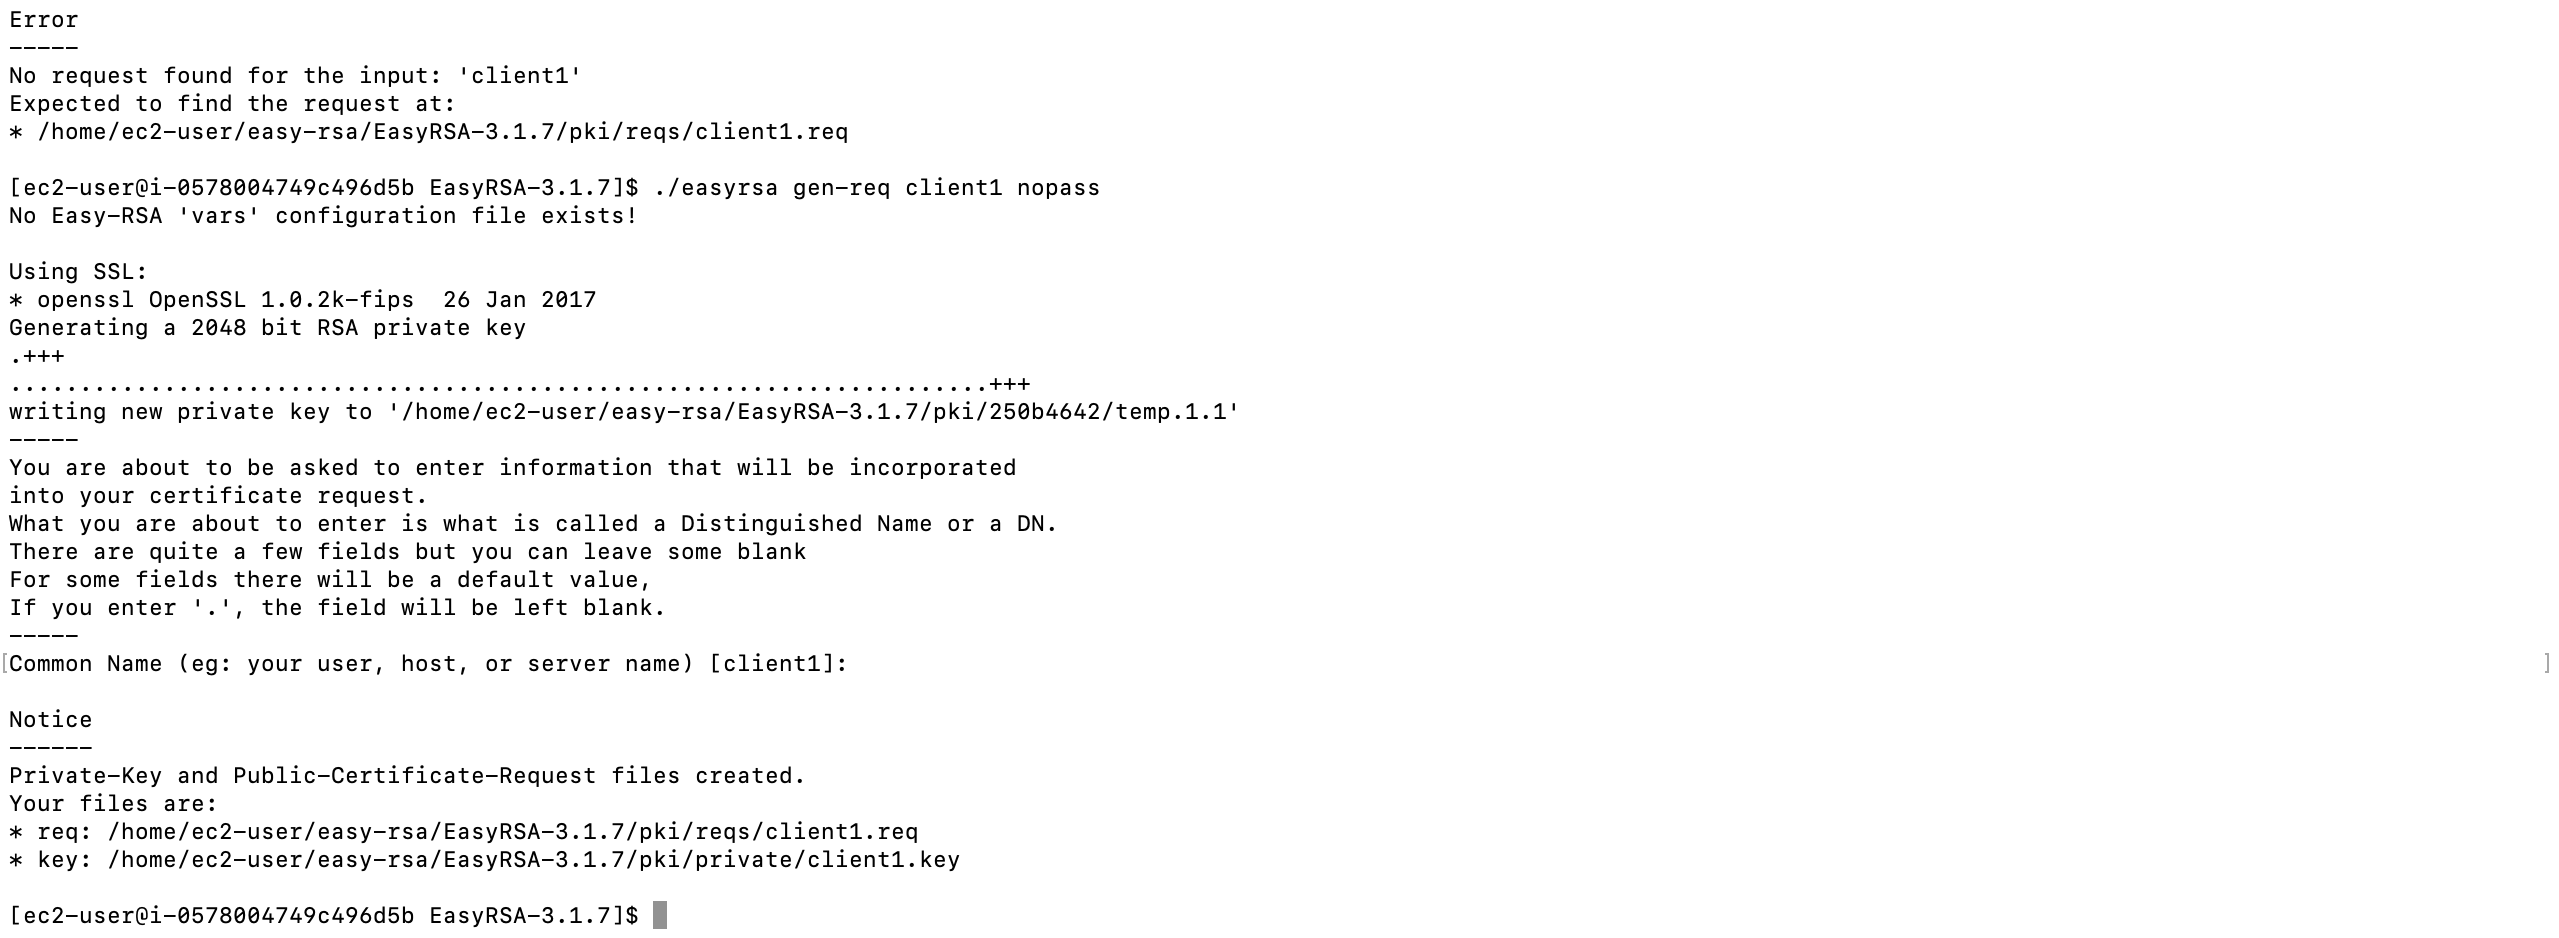 Error
-----
No request found for the input: 'client1'
Expected to find the request at:
* /home/ec2-user/easy-rsa/EasyRSA-3.1.7/pki/reqs/client1.req
[ec2-user@i-0578004749c496d5b EasyRSA-3.1.7]$ ./easyrsa gen-req client1 nopass
No Easy-RSA 'vars' configuration file exists!
Using SSL:
* openssl OpenSSL 1.0.2k-fips  26 Jan 2017
Generating a 2048 bit RSA private key
.+++
......................................................................+++
writing new private key to '/home/ec2-user/easy-rsa/EasyRSA-3.1.7/pki/250b4642/temp.1.1'
-----
You are about to be asked to enter information that will be incorporated
into your certificate request.
What you are about to enter is what is called a Distinguished Name or a DN.
There are quite a few fields but you can leave some blank
For some fields there will be a default value,
If you enter '.', the field will be left blank.
-----
[Common Name (eg: your user, host, or server name) [client1]: ]
Notice
------
Private-Key and Public-Certificate-Request files created.
Your files are:
* req: /home/ec2-user/easy-rsa/EasyRSA-3.1.7/pki/reqs/client1.req
* key: /home/ec2-user/easy-rsa/EasyRSA-3.1.7/pki/private/client1.key
[ec2-user@i-0578004749c496d5b EasyRSA-3.1.7]$